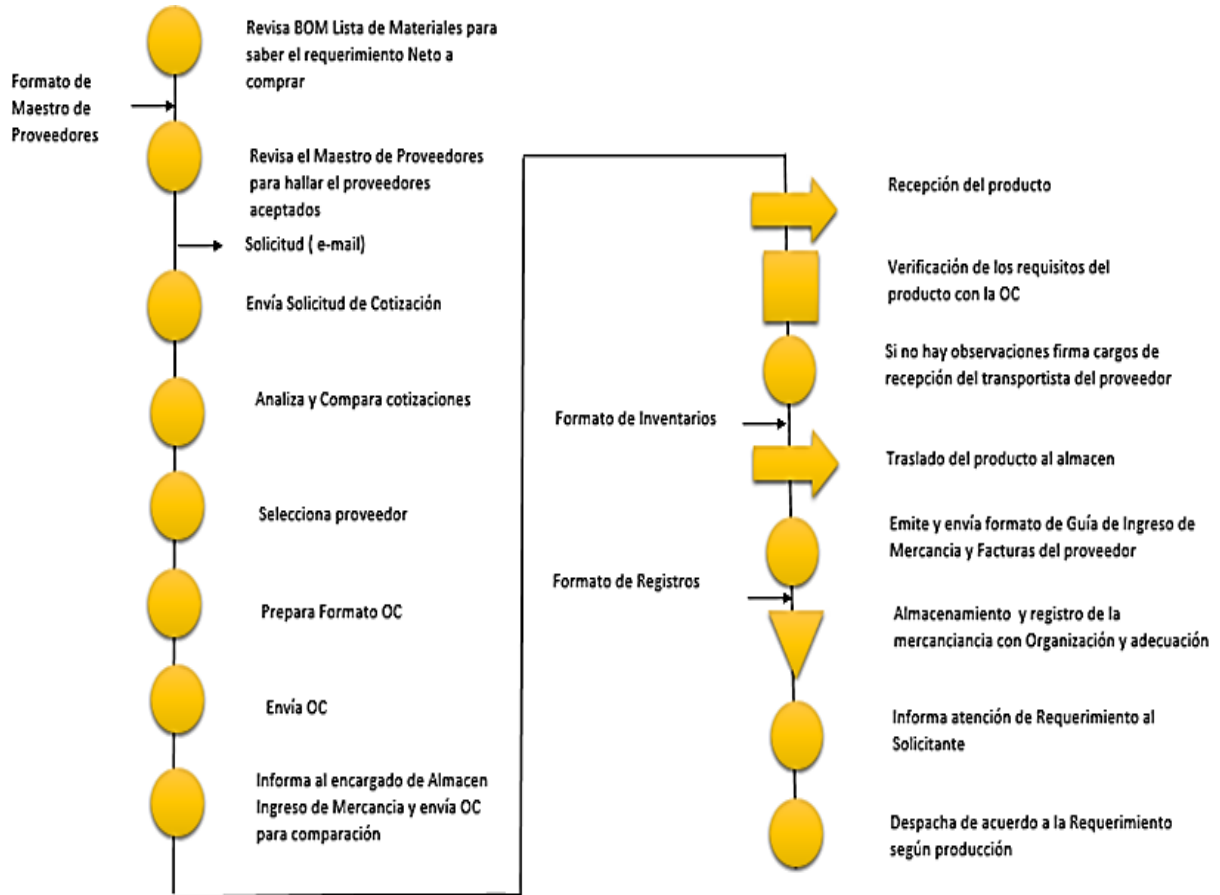 Revisa BOM Lista de Materiales para
saber el requerimiento Neto a
comprar
Formato de
Maestro de
Proveedores
Revisa el Maestro de Proveedores
para hallar el proveedores
aceptados
Solicitud ( e-mail)
Envía Solicitud de Cotización
Analiza y Compara cotizaciones
Selecciona proveedor
Prepara Formato OC
Envía OC
Informa al encargado de Almacen
Ingreso de Mercancia y envía OC
para comparación
Recepción del producto
Verificación de los requisitos del
producto con la OC
Si no hay observaciones firma cargos de
recepción del transportista del proveedor
Formato de Inventarios
Traslado del producto al almacen
Emite y envía formato de Guía de Ingreso de
Mercancia y Facturas del proveedor
Formato de Registros
Almacenamiento y registro de la
mercanciancia con Organización y adecuación
Informa atención de Requerimiento al
Solicitante
Despacha de acuerdo a la Requerimiento
según producción